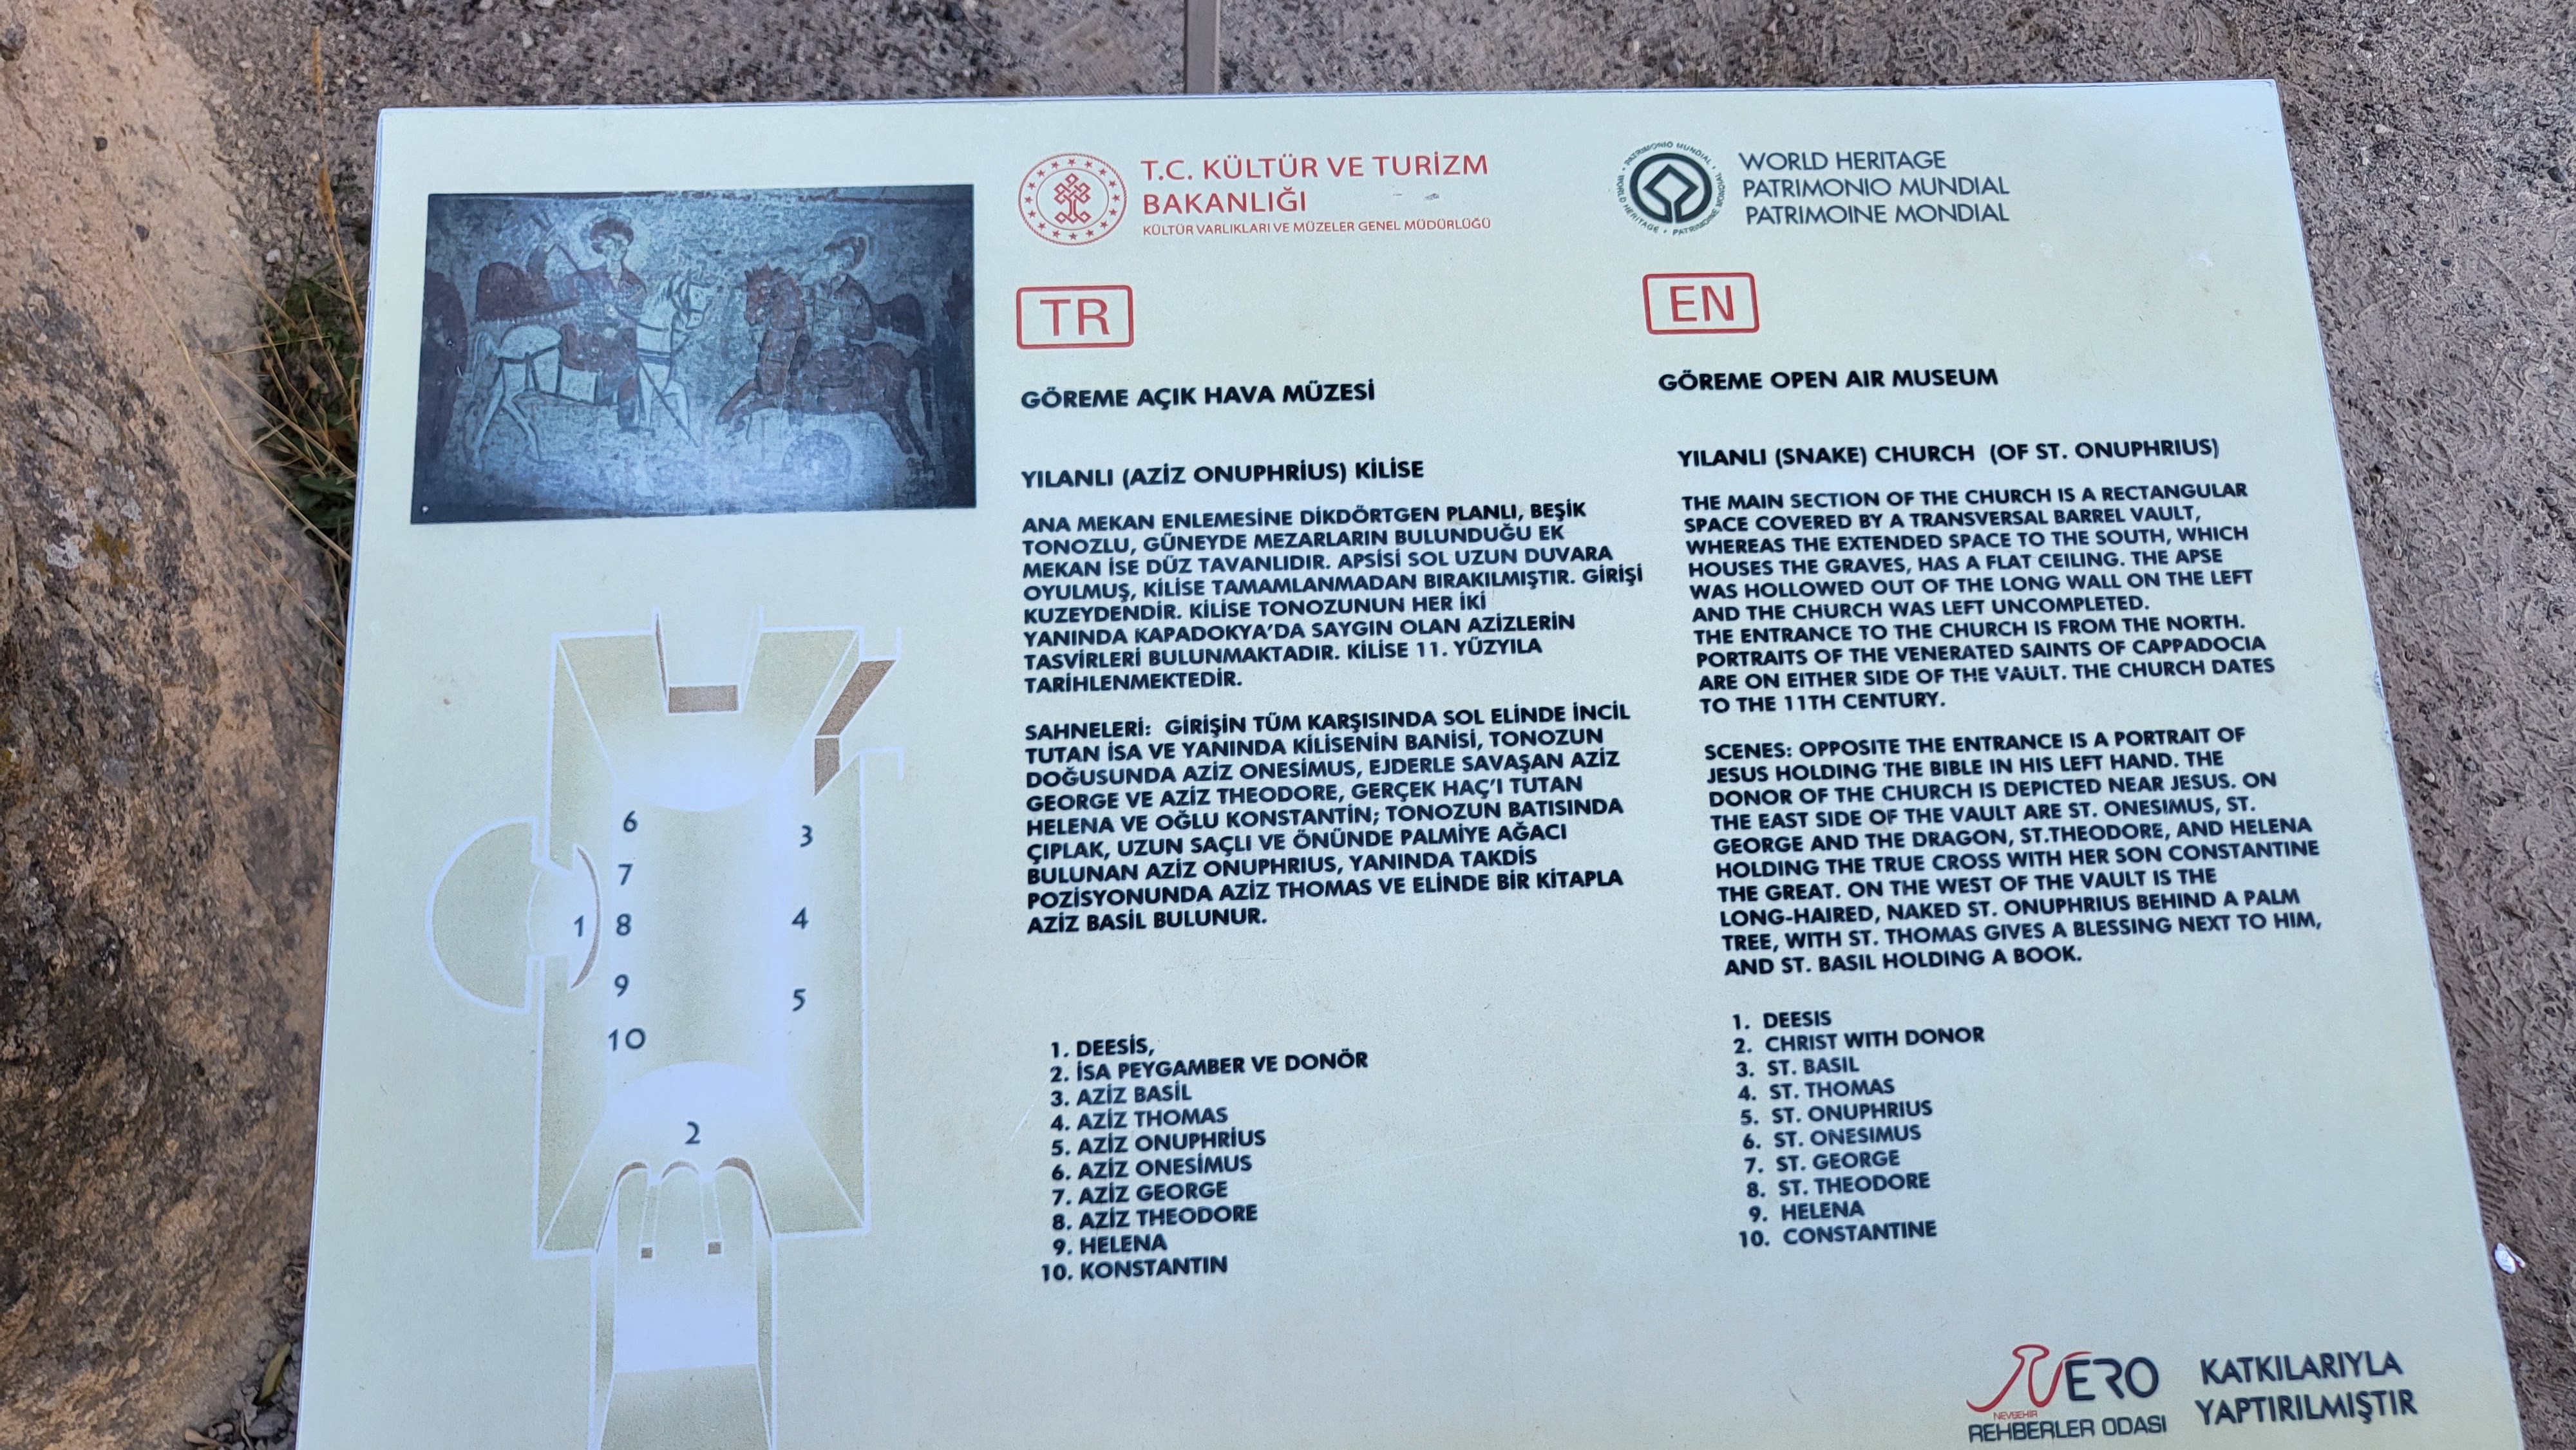 T.C. KÜLTÜR VE TURİZM
BAKANLIĞI
KÜLTÜR VARLIKLARI VE MÜZELER GENEL MÜDÜRLÜĞÜ
PATRIMONIO MUNDIAL • WORLD HERITAGE • PATRIMOINE MONDIAL
WORLD HERITAGE
PATRIMONIO MUNDIAL
PATRIMOINE MONDIAL
TR
GÖREME AÇIK HAVA MÜZESİ
YILANLI (AZİZ ONUPHRİUS) KİLİSE
ANA MEKAN ENLEMESİNE DİKDÖRTGEN PLANLI, BEŞİK
TONOZLU, GÜNEYDE MEZARLARIN BULUNDUĞU EK
MEKAN İSE DÜZ TAVANLIDIR. APSİSİ SOL UZUN DUVARA
OYULMUŞ, KİLİSE TAMAMLANMADAN BIRAKILMIŞTIR. GİRİŞİ
KUZEYDENDİR. KİLİSE TONOZUNUN HER İKİ
YANINDA KAPADOKYA'DA SAYGIN OLAN AZİZLERİN
TASVİRLERİ BULUNMAKTADIR. KİLİSE 11. YÜZYILA
TARİHLENMEKTEDİR.
SAHNELERİ: GİRİŞİN TÜM KARŞISINDA SOL ELİNDE İNCİL
TUTAN İSA VE YANINDA KİLİSENİN BANİSİ, TONOZUN
DOĞUSUNDA AZİZ ONESİMUS, EJDERLE SAVAŞAN AZİZ
GEORGE VE AZİZ THEODORE, GERÇEK HAÇ'I TUTAN
HELENA VE OĞLU KONSTANTİN; TONOZUN BATISINDA
ÇIPLAK, UZUN SAÇLI VE ÖNÜNDE PALMİYE AĞACI
BULUNAN AZİZ ONUPHRIUS, YANINDA TAKDİS
POZİSYONUNDA AZİZ THOMAS VE ELİNDE BİR KİTAPLA
AZİZ BASIL BULUNUR.
1. DEESİS,
2. İSA PEYGAMBER VE DONÖR
3. AZİZ BASİL
4. AZİZ THOMAS
5. AZİZ ONUPHRİUS
6. AZİZ ONESİMUS
7. AZİZ GEORGE
8. AZİZ THEODORE
9. HELENA
10. KONSTANTIN
EN
GÖREME OPEN AIR MUSEUM
YILANLI (SNAKE) CHURCH (OF ST. ONUPHRIUS)
THE MAIN SECTION OF THE CHURCH IS A RECTANGULAR
SPACE COVERED BY A TRANSVERSAL BARREL VAULT,
WHEREAS THE EXTENDED SPACE TO THE SOUTH, WHICH
HOUSES THE GRAVES, HAS A FLAT CEILING. THE APSE
WAS HOLLOWED OUT OF THE LONG WALL ON THE LEFT
AND THE CHURCH WAS LEFT UNCOMPLETED.
THE ENTRANCE TO THE CHURCH IS FROM THE NORTH.
PORTRAITS OF THE VENERATED SAINTS OF CAPPADOCIA
ARE ON EITHER SIDE OF THE VAULT. THE CHURCH DATES
TO THE 11TH CENTURY.
SCENES: OPPOSITE THE ENTRANCE IS A PORTRAIT OF
JESUS HOLDING THE BIBLE IN HIS LEFT HAND. THE
DONOR OF THE CHURCH IS DEPICTED NEAR JESUS. ON
THE EAST SIDE OF THE VAULT ARE ST. ONESIMUS, ST.
GEORGE AND THE DRAGON, ST.THEODORE, AND HELENA
HOLDING THE TRUE CROSS WITH HER SON CONSTANTINE
THE GREAT. ON THE WEST OF THE VAULT IS THE
LONG-HAIRED, NAKED ST. ONUPHRIUS BEHIND A PALM
TREE, WITH ST. THOMAS GIVES A BLESSING NEXT TO HIM,
AND ST. BASIL HOLDING A BOOK.
1. DEESIS
2. CHRIST WITH DONOR
3. ST. BASIL
4. ST. THOMAS
5. ST. ONUPHRIUS
6. ST. ONESIMUS
7. ST. GEORGE
8. ST. THEODORE
9. HELENA
10. CONSTANTINE
6
3
7
1
8
4
9
5
10
2
NERO
NEVŞEHİR
REHBERLER ODASI
KATKILARIYLA
YAPTIRILMIŞTIR